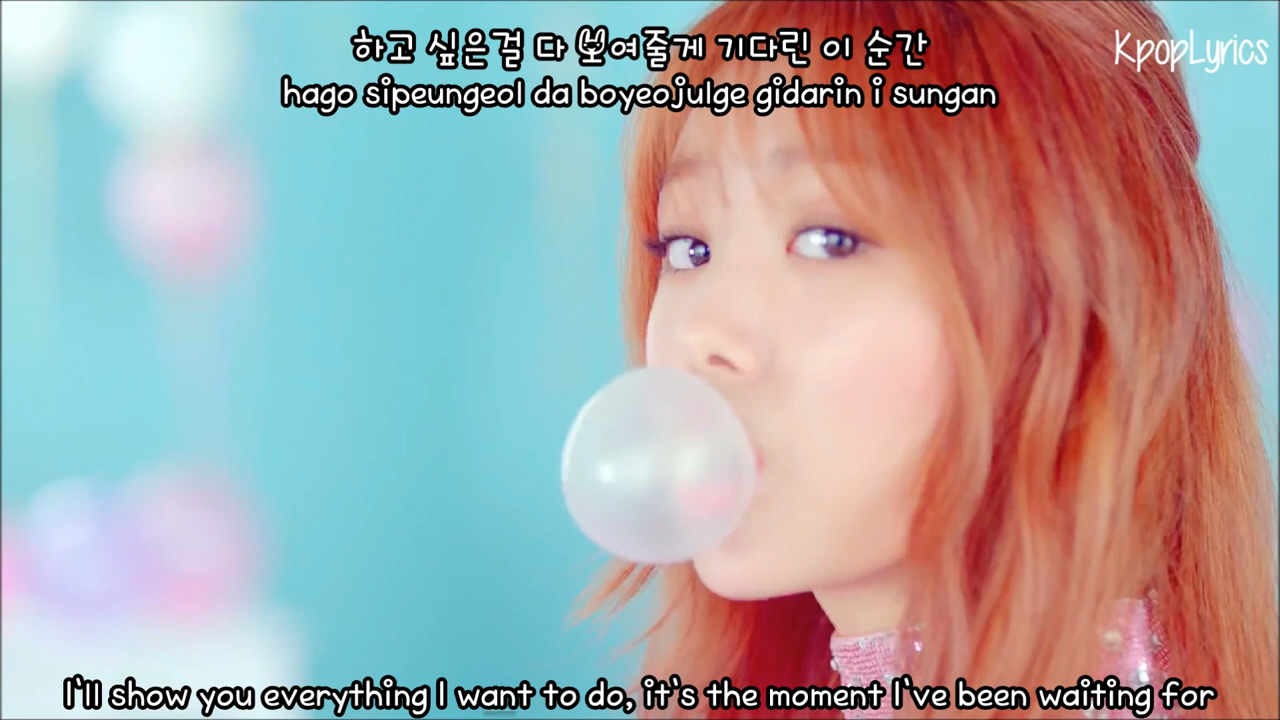 하고 싶은걸 다 보여줄게 기다린 이 순간
KpopLyrics
hago sipeungeol da boyeojulge gidarin i sungan
I'll show you everything I want to do, it's the moment I've been waiting for